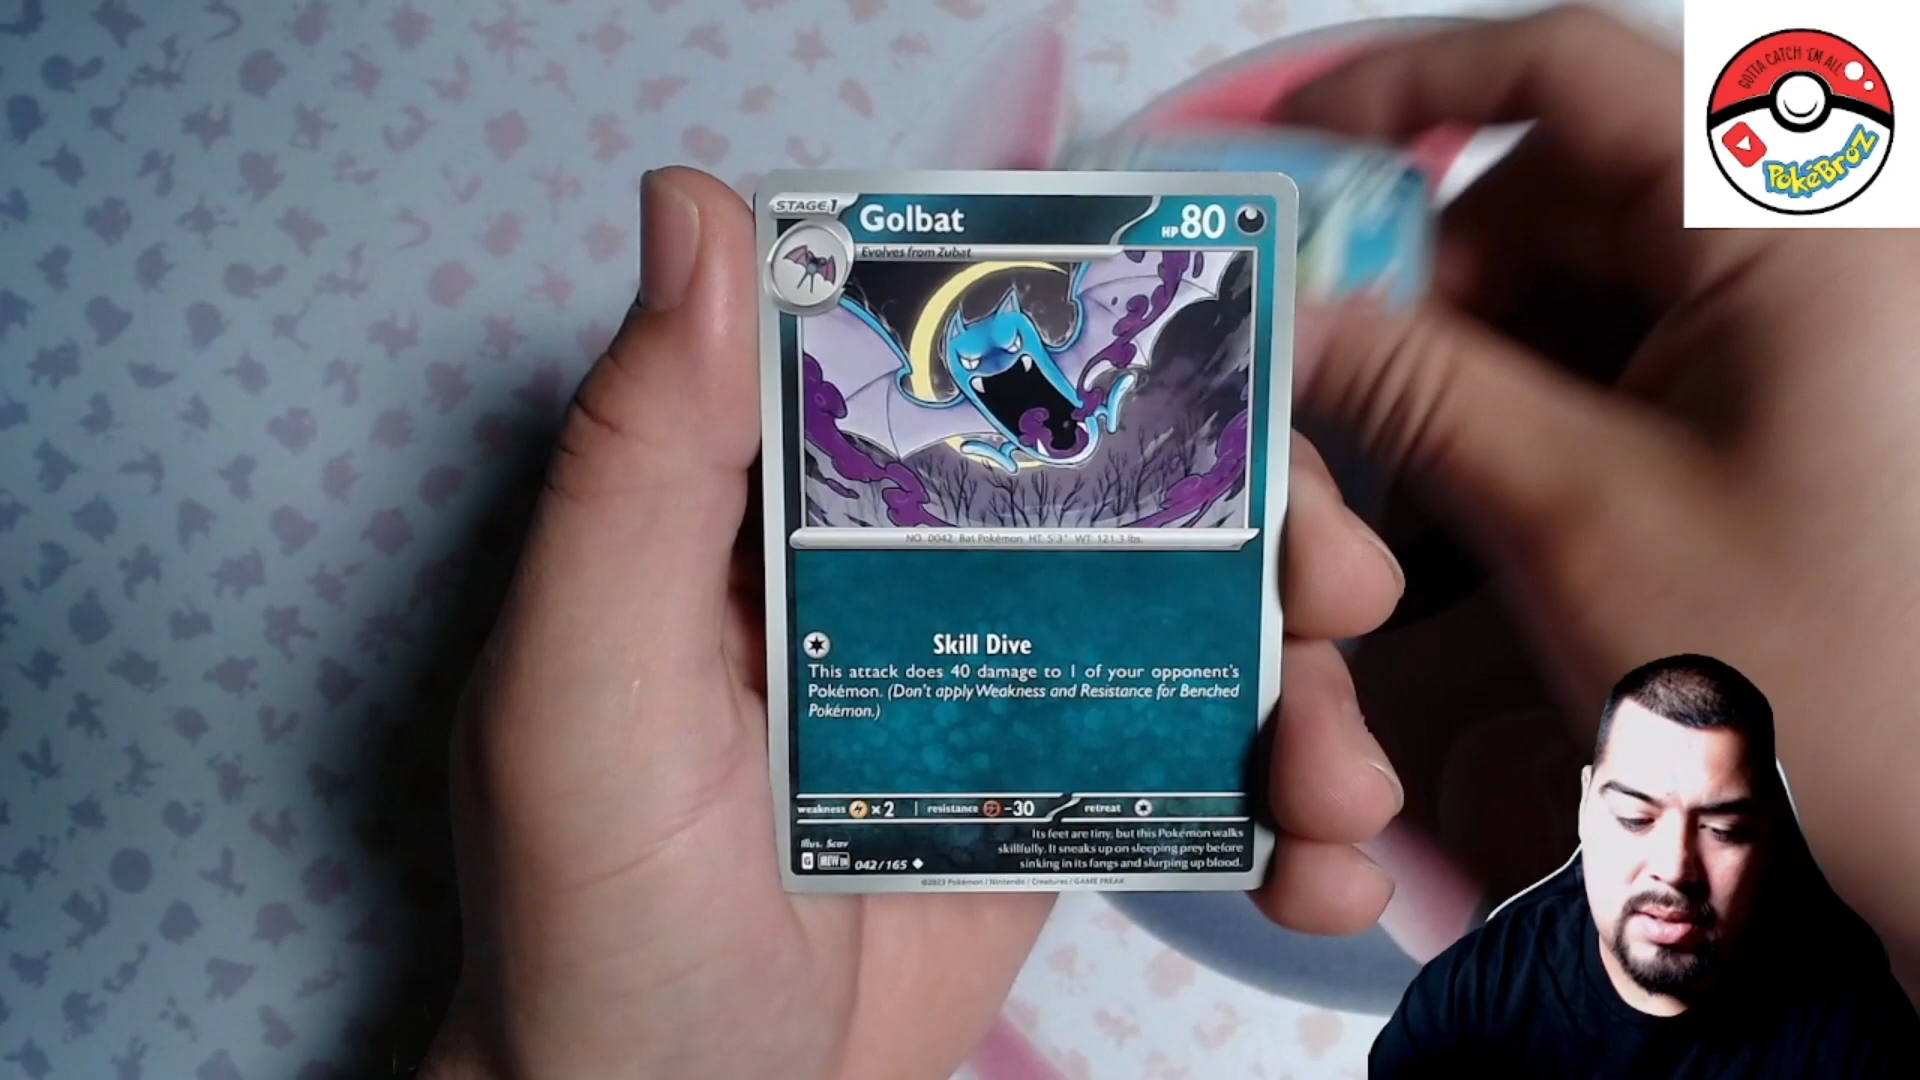 GOTTA CATCH 'EM ALL
PokéBroz
STAGE 1
Golbat
HP 80
Evolves from Zubat
NO. 0042 Bat Pokémon HT: 5'3" WT: 121.3 lbs.
Skill Dive
This attack does 40 damage to 1 of your opponent's
Pokémon. (Don't apply Weakness and Resistance for Benched
Pokémon.)
weakness ×2 resistance -30 retreat
Its feet are tiny, but this Pokémon walks
skillfully. It sneaks up on sleeping prey before
sinking in its fangs and slurping up blood.
Illus. Scav
G MEW EN 042/165
©2023 Pokémon / Nintendo / Creatures / GAME FREAK